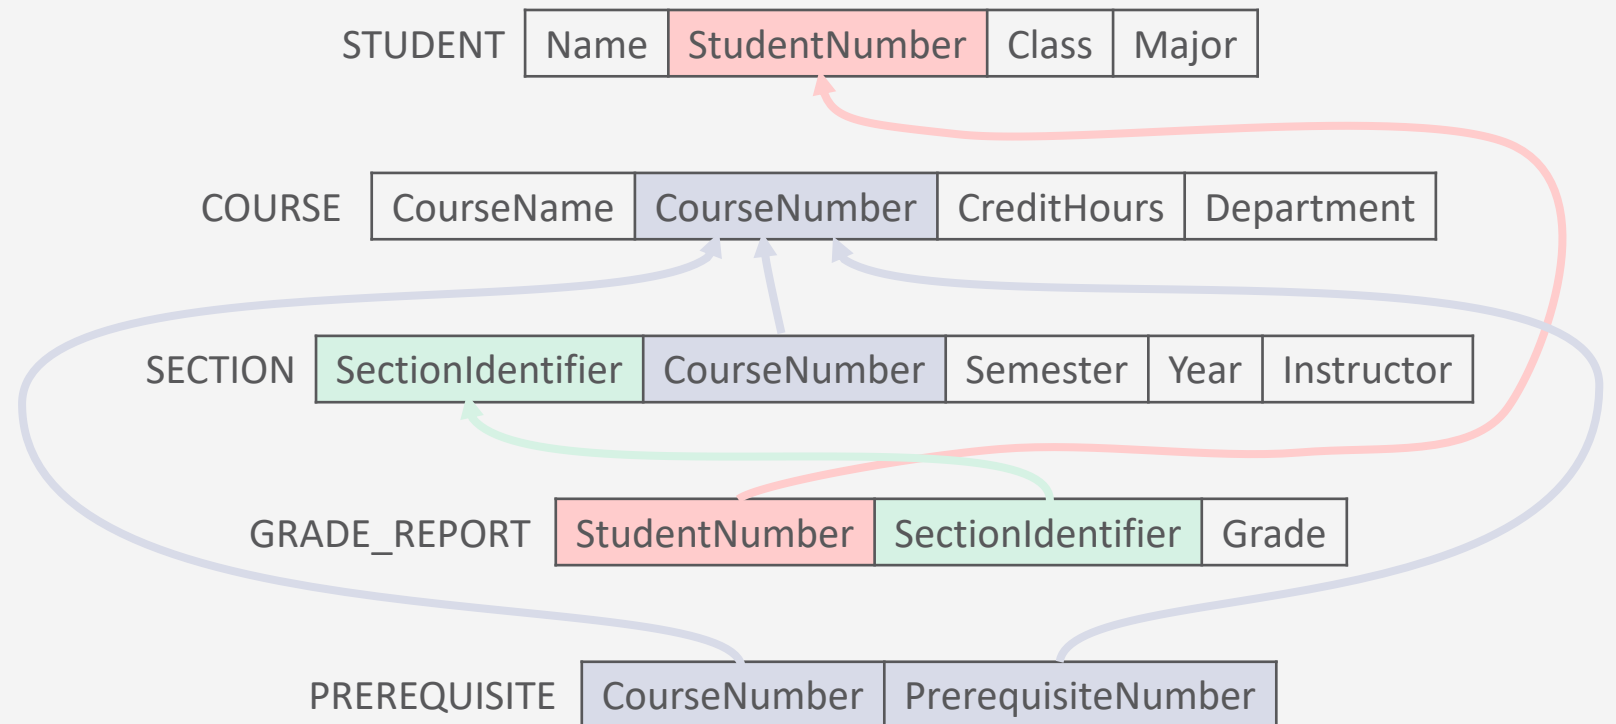 STUDENT Name StudentNumber Class Major
COURSE CourseName CourseNumber CreditHours Department
SECTION SectionIdentifier CourseNumber Semester Year Instructor
GRADE_REPORT StudentNumber SectionIdentifier Grade
PREREQUISITE CourseNumber PrerequisiteNumber